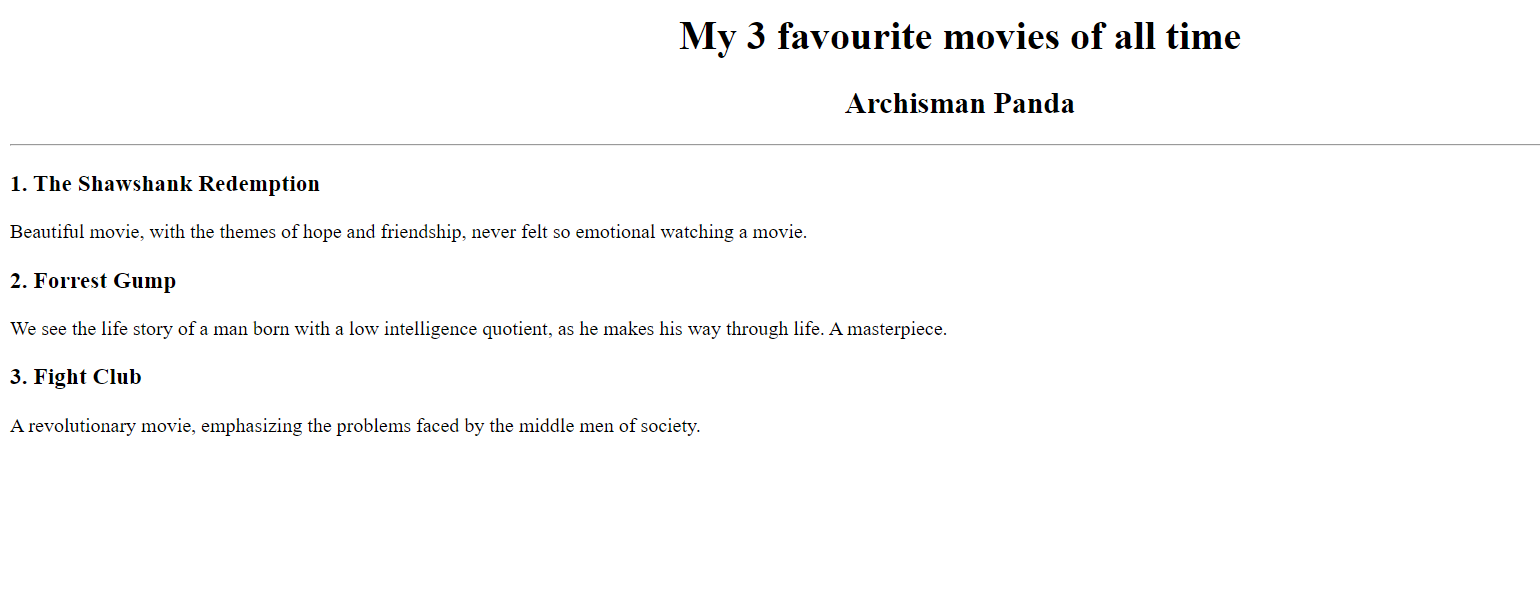 My 3 favourite movies of all time
Archisman Panda
1. The Shawshank Redemption
Beautiful movie, with the themes of hope and friendship, never felt so emotional watching a movie.
2. Forrest Gump
We see the life story of a man born with a low intelligence quotient, as he makes his way through life. A masterpiece.
3. Fight Club
A revolutionary movie, emphasizing the problems faced by the middle men of society.